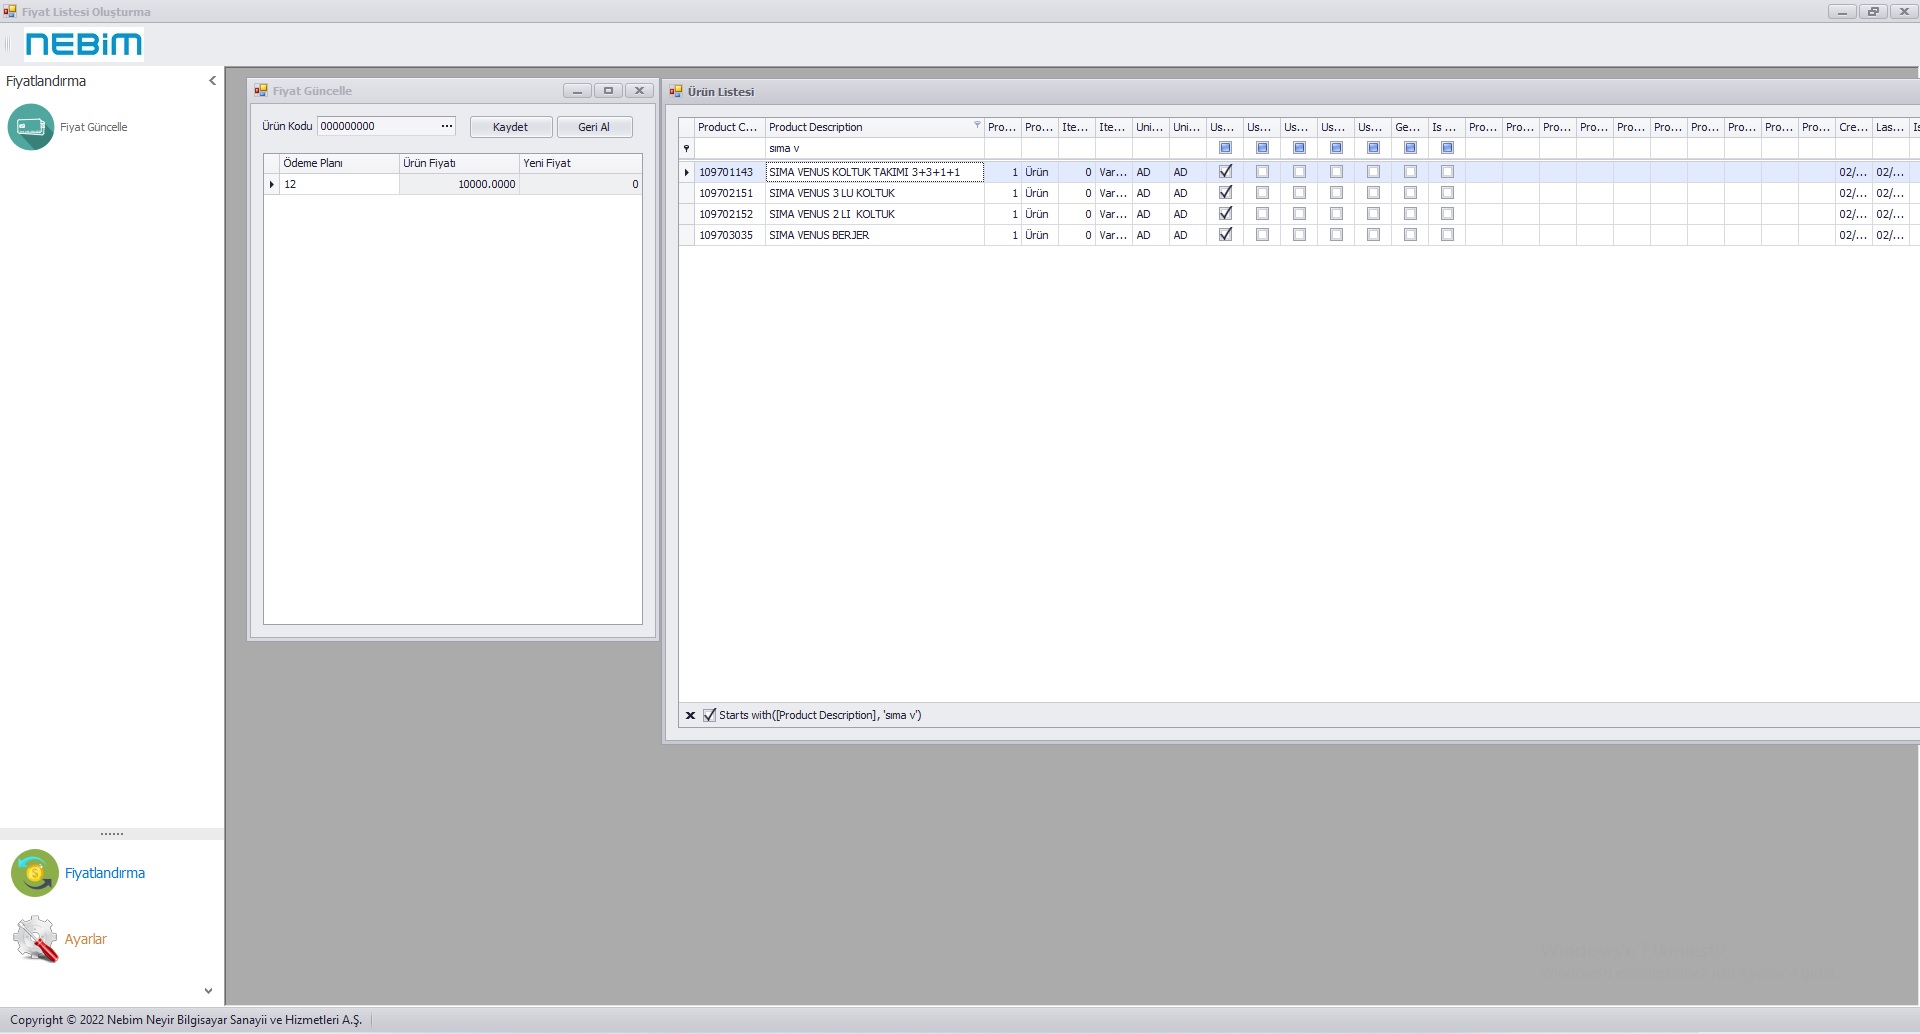 Fiyat Listesi Oluşturma
NEBiM
Fiyatlandırma
Fiyat Güncelle
Fiyat Güncelle
Ürün Kodu 000000000 ... Kaydet Geri Al
Ödeme Planı Ürün Fiyatı Yeni Fiyat
12 10000.0000 0
Ürün Listesi
Product C... Product Description Pro... Pro... Ite... Ite... Uni... Uni... Us... Us... Us... Us... Us... Ge... Is ... Pro... Pro... Pro... Pro... Pro... Pro... Pro... Pro... Pro... Pro... Cre... Las... Is
sıma v
109701143 SIMA VENUS KOLTUK TAKIMI 3+3+1+1 1 Ürün 0 Var... AD AD 02/... 02/...
109702151 SIMA VENUS 3 LU KOLTUK 1 Ürün 0 Var... AD AD 02/... 02/...
109702152 SIMA VENUS 2 LI KOLTUK 1 Ürün 0 Var... AD AD 02/... 02/...
109703035 SIMA VENUS BERJER 1 Ürün 0 Var... AD AD 02/... 02/...
Starts with([Product Description], 'sıma v')
Fiyatlandırma
Ayarlar
Copyright © 2022 Nebim Neyir Bilgisayar Sanayii ve Hizmetleri A.Ş.